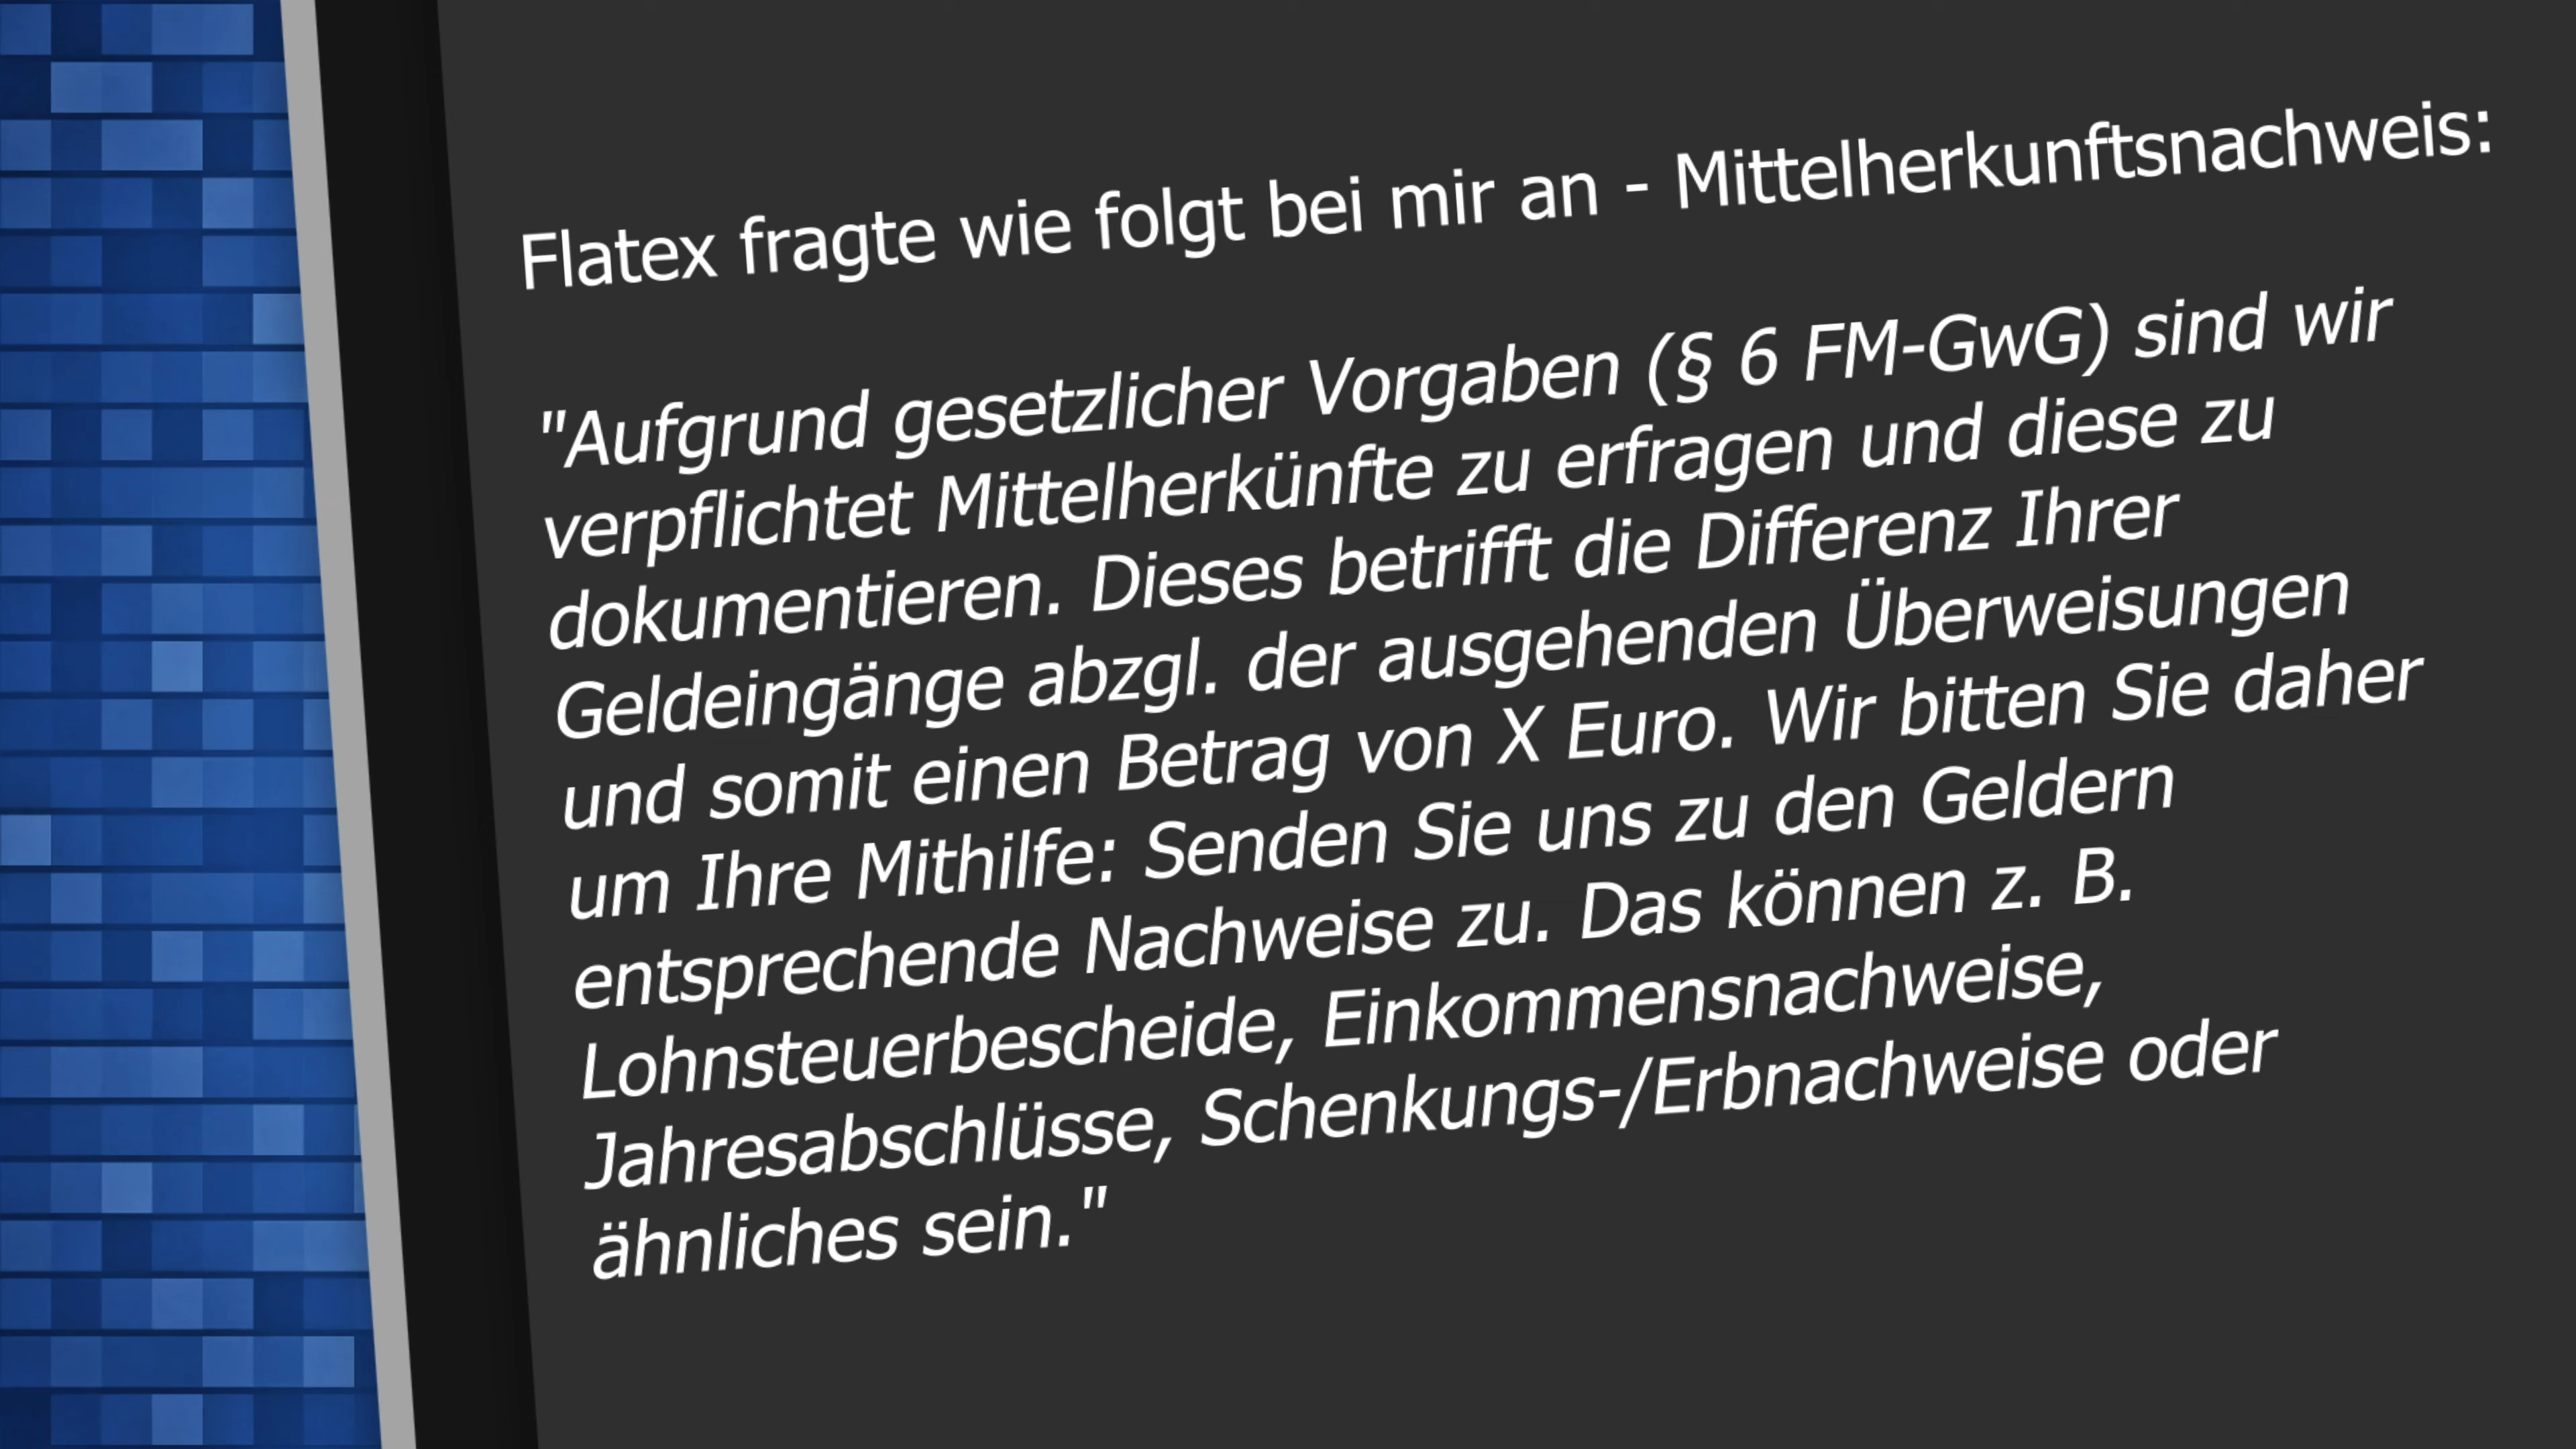 Flatex fragte wie folgt bei mir an - Mittelherkunftsnachweis:
"Aufgrund gesetzlicher Vorgaben (§ 6 FM-GwG) sind wir
verpflichtet Mittelherkünfte zu erfragen und diese zu
dokumentieren. Dieses betrifft die Differenz Ihrer
Geldeingänge abzgl. der ausgehenden Überweisungen
und somit einen Betrag von X Euro. Wir bitten Sie daher
um Ihre Mithilfe: Senden Sie uns zu den Geldern
entsprechende Nachweise zu. Das können z. B.
Lohnsteuerbescheide, Einkommensnachweise,
Jahresabschlüsse, Schenkungs-/Erbnachweise oder
ähnliches sein."